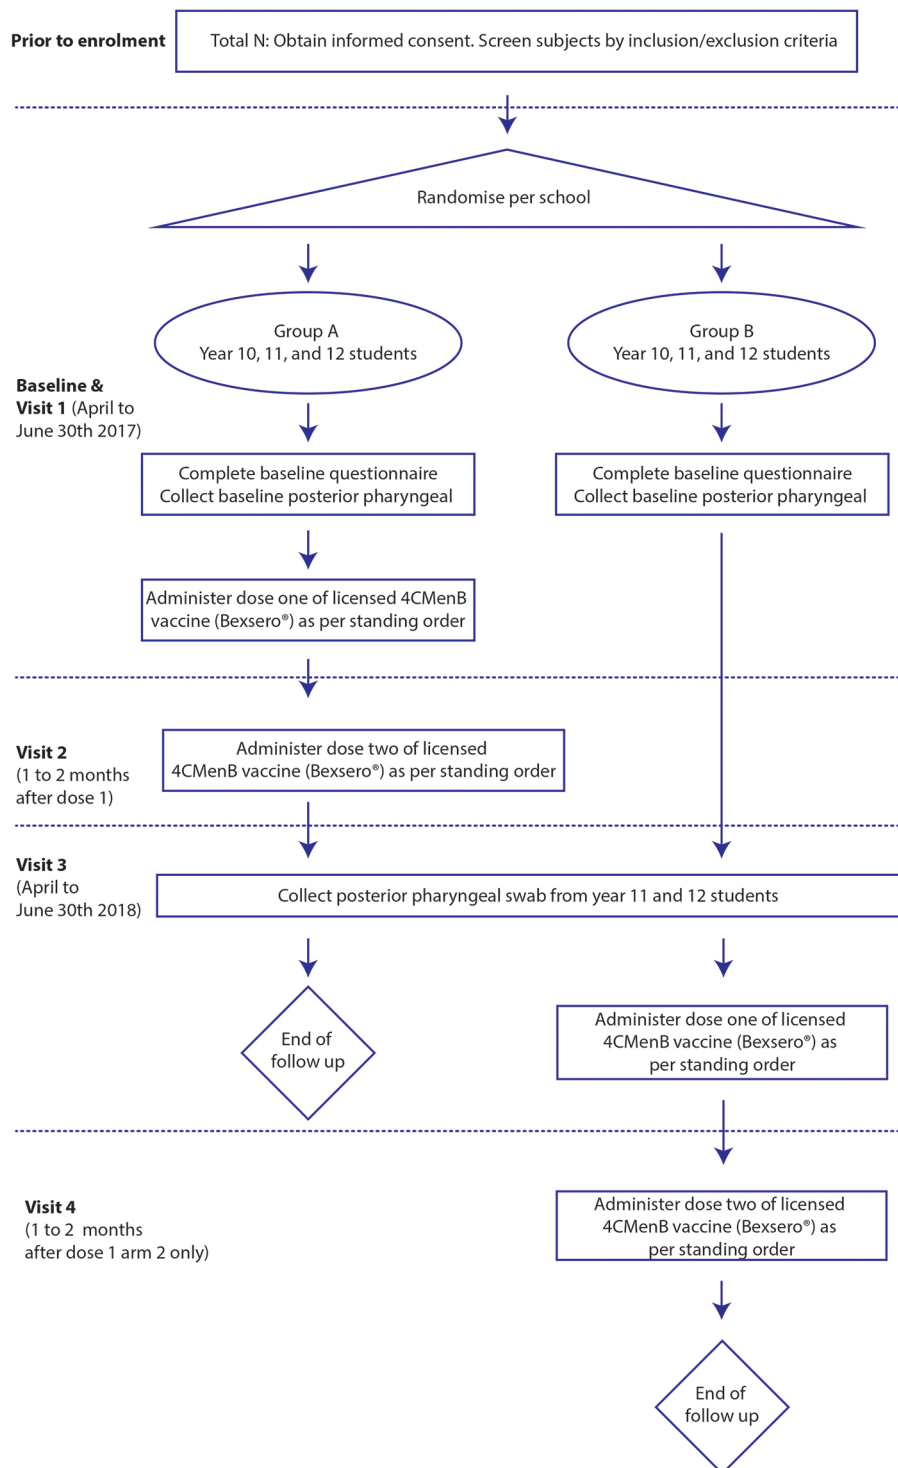 Prior to enrolment
Total N: Obtain informed consent. Screen subjects by inclusion/exclusion criteria
Randomise per school
Group A
Year 10, 11, and 12 students
Group B
Year 10, 11, and 12 students
Baseline &
Visit 1 (April to
June 30th 2017)
Complete baseline questionnaire
Collect baseline posterior pharyngeal
Complete baseline questionnaire
Collect baseline posterior pharyngeal
Administer dose one of licensed 4CMenB
vaccine (Bexsero®) as per standing order
Visit 2
(1 to 2 months
after dose 1)
Administer dose two of licensed
4CMenB vaccine (Bexsero®) as per standing order
Visit 3
(April to
June 30th 2018)
Collect posterior pharyngeal swab from year 11 and 12 students
End of
follow up
Administer dose one of licensed
4CMenB vaccine (Bexsero®) as
per standing order
Visit 4
(1 to 2 months
after dose 1 arm 2 only)
Administer dose two of licensed
4CMenB vaccine (Bexsero®) as
per standing order
End of
follow up